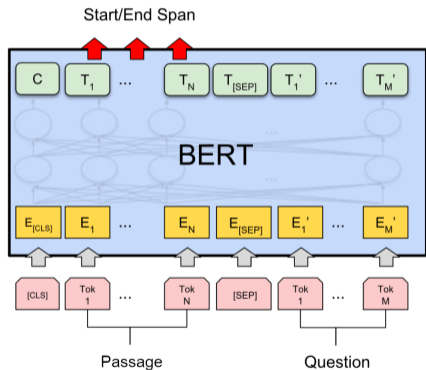 Start/End Span
C T1 ... TN T[SEP] T1' ... TM'
...
BERT
...
E[CLS] E1 ... EN E[SEP] E1' ... EM'
[CLS] Tok 1 ... Tok N [SEP] Tok 1 ... Tok M
Passage Question